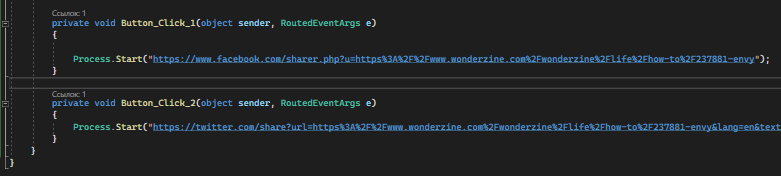 Ссылок: 1
private void Button_Click_1(object sender, RoutedEventArgs e)
{
Process.Start("https://www.facebook.com/sharer.php?u=https%3A%2F%2Fwww.wonderzine.com%2Fwonderzine%2Flife%2Fhow-to%2F237881-envy");
}
Ссылок: 1
private void Button_Click_2(object sender, RoutedEventArgs e)
{
Process.Start("https://twitter.com/share?url=https%3A%2F%2Fwww.wonderzine.com%2Fwonderzine%2Flife%2Fhow-to%2F237881-envy&lang=en&text
}
}
}